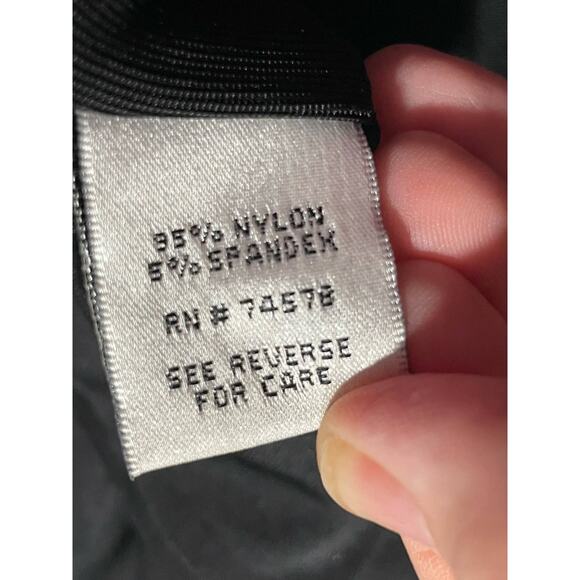 95% NYLON
5% SPANDEX
RN # 74578
SEE REVERSE
FOR CARE